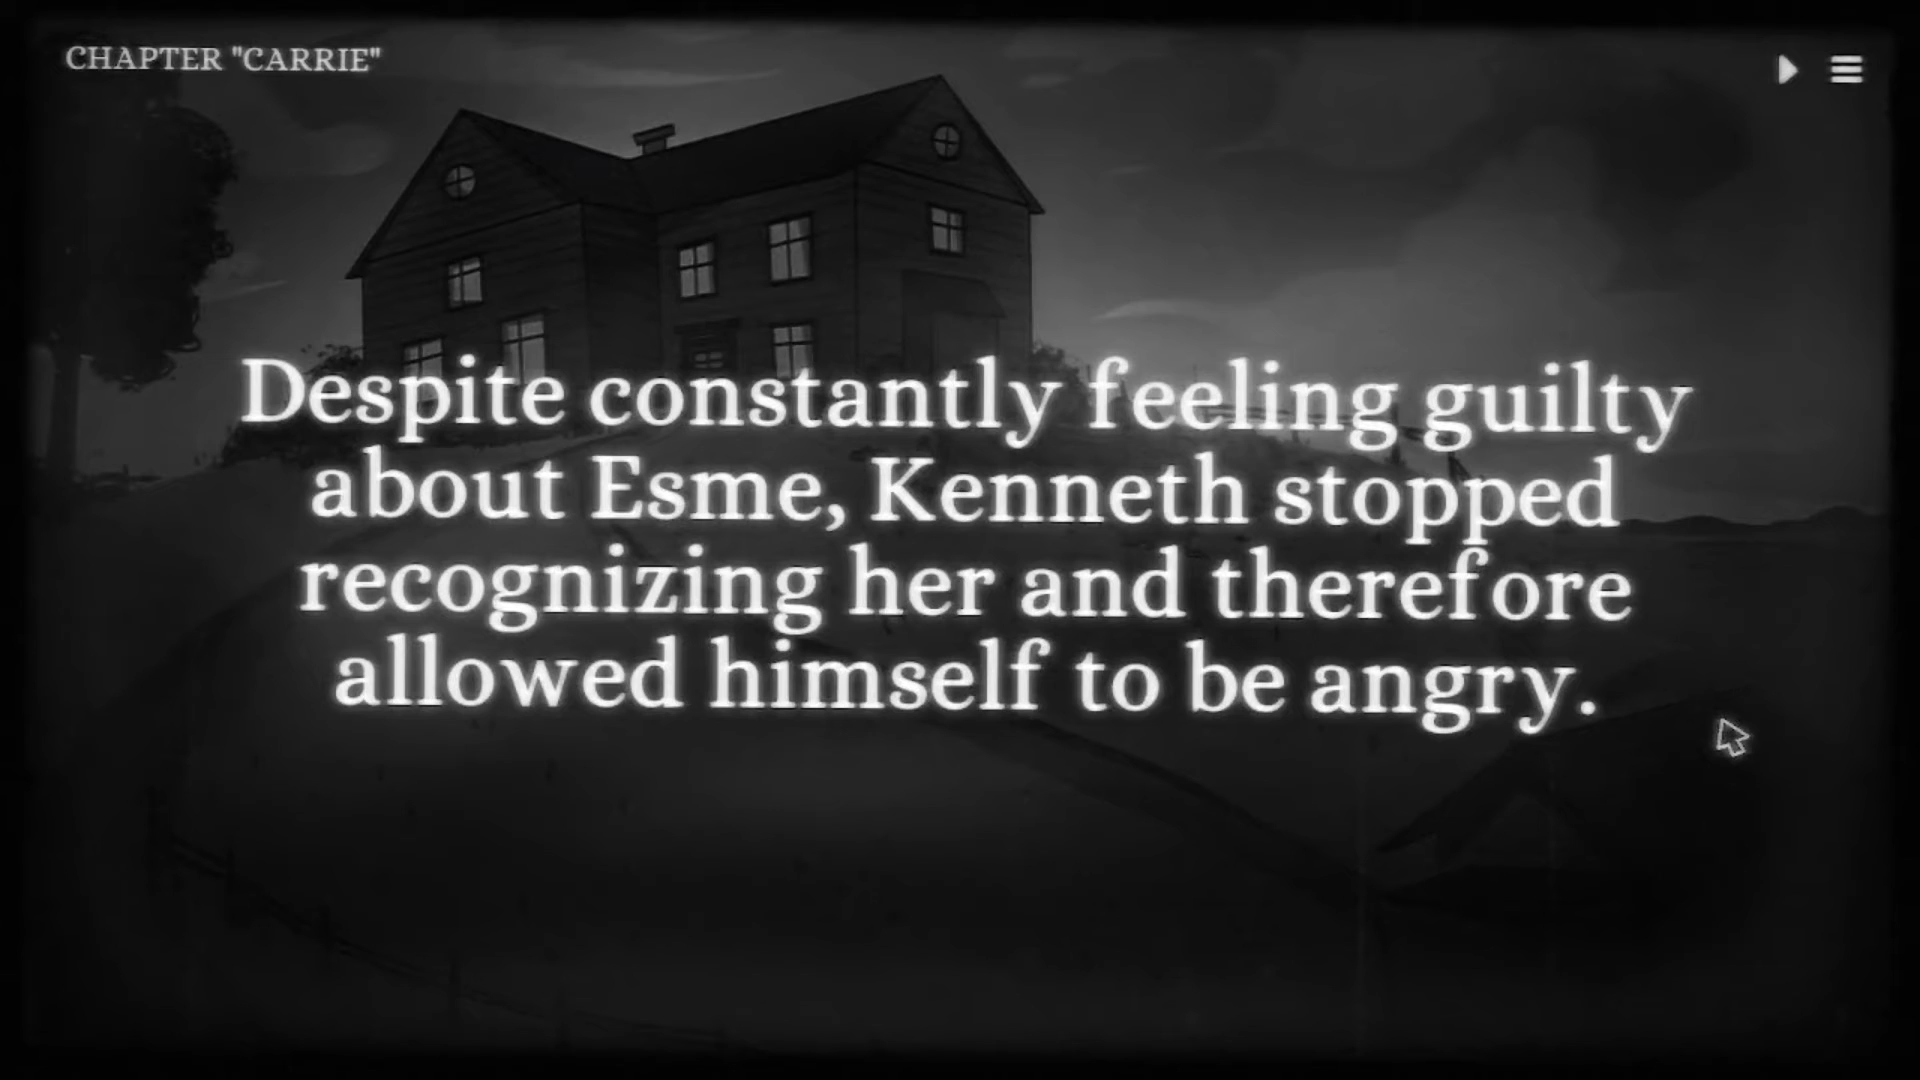 CHAPTER "CARRIE"
Despite constantly feeling guilty
about Esme, Kenneth stopped
recognizing her and therefore
allowed himself to be angry.